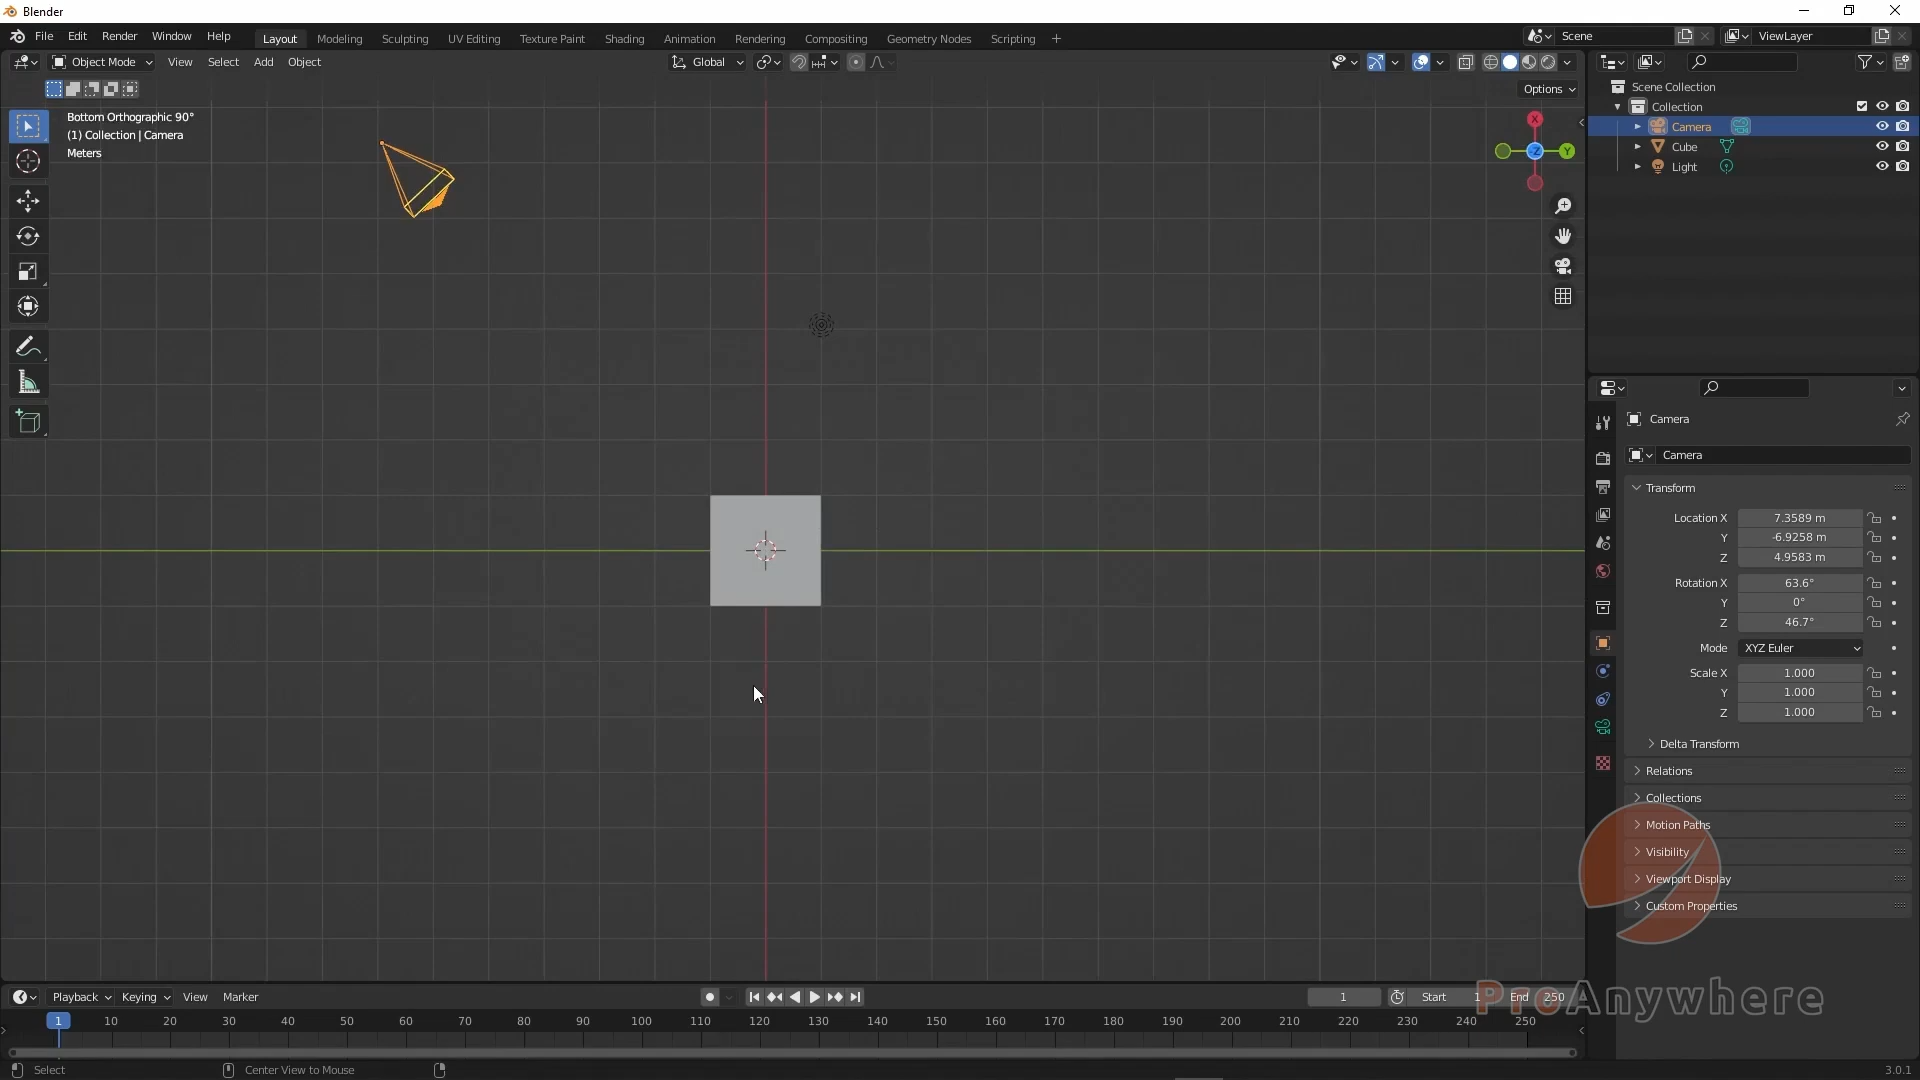 Blender
File Edit Render Window Help Layout Modeling Sculpting UV Editing Texture Paint Shading Animation Rendering Compositing Geometry Nodes Scripting + Scene ViewLayer
Object Mode View Select Add Object Global
Options
Bottom Orthographic 90°
(1) Collection | Camera
Meters
X
Y
-Z
Scene Collection
Collection
Camera
Cube
Light
Camera
Camera
Transform
Location X 7.3589 m
Y -6.9258 m
Z 4.9583 m
Rotation X 63.6°
Y 0°
Z 46.7°
Mode XYZ Euler
Scale X 1.000
Y 1.000
Z 1.000
Delta Transform
Relations
Collections
Motion Paths
Visibility
Viewport Display
Custom Properties
Playback Keying View Marker 1 Start 1 End 250
ProAnywhere
1 10 20 30 40 50 60 70 80 90 100 110 120 130 140 150 160 170 180 190 200 210 220 230 240 250
Select Center View to Mouse 3.0.1